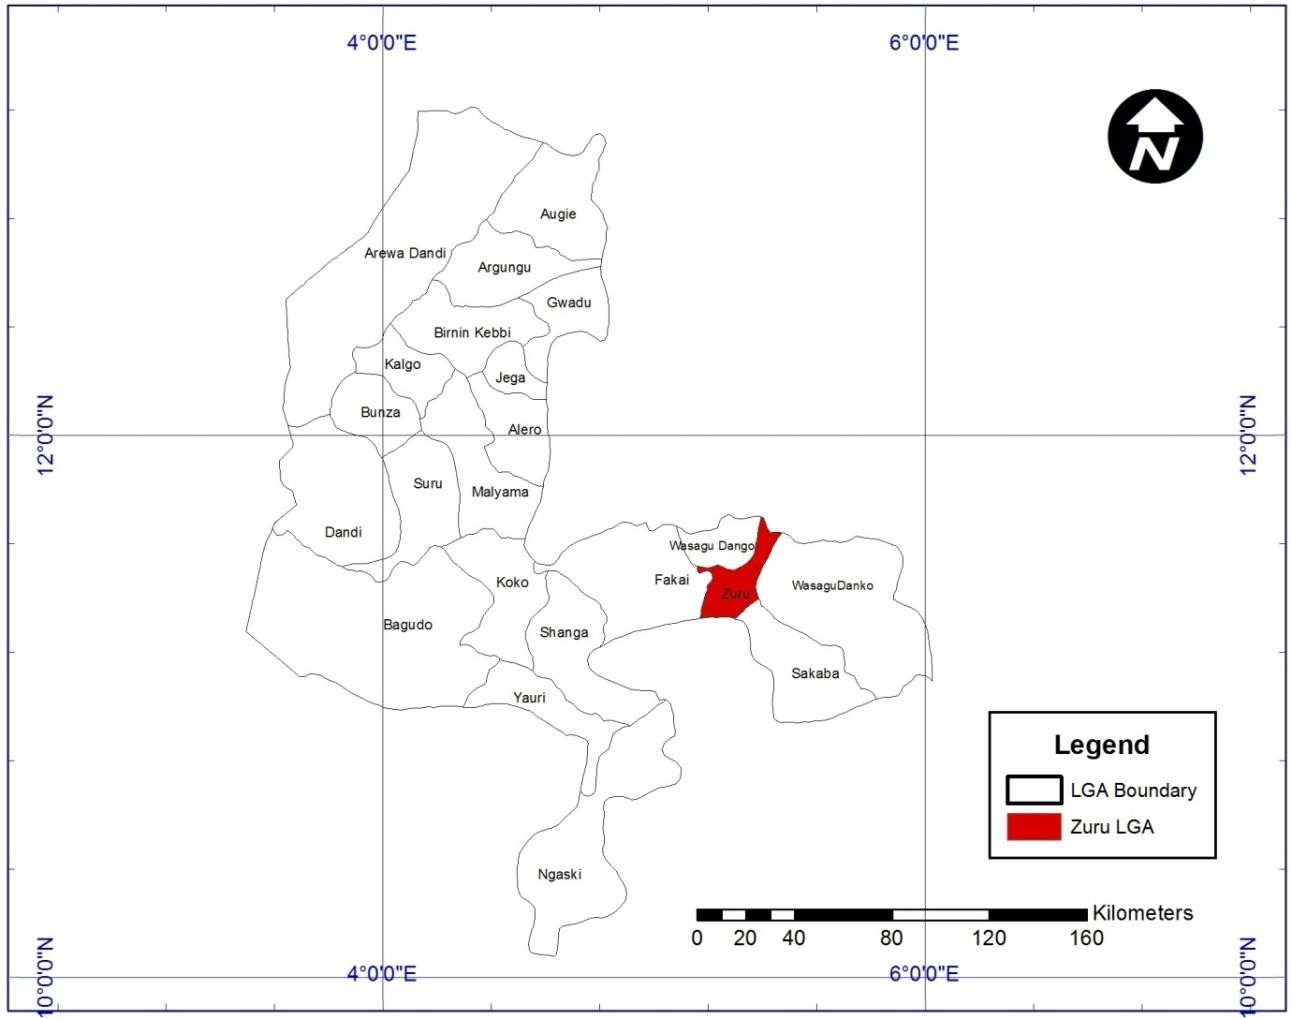 4°0'0"E 6°0'0"E
N
Augie
Arewa Dandi
Argungu
Gwadu
Birnin Kebbi
Kalgo
Jega
Bunza
Alero
12°0'0"N 12°0'0"N
Suru
Malyama
Dandi
Wasagu Dango
Fakai
Koko
WasaguDanko
Zuru
Bagudo
Shanga
Sakaba
Yauri
Legend
LGA Boundary
Zuru LGA
Ngaski
Kilometers
0 20 40 80 120 160
4°0'0"E 6°0'0"E
10°0'0"N 10°0'0"N